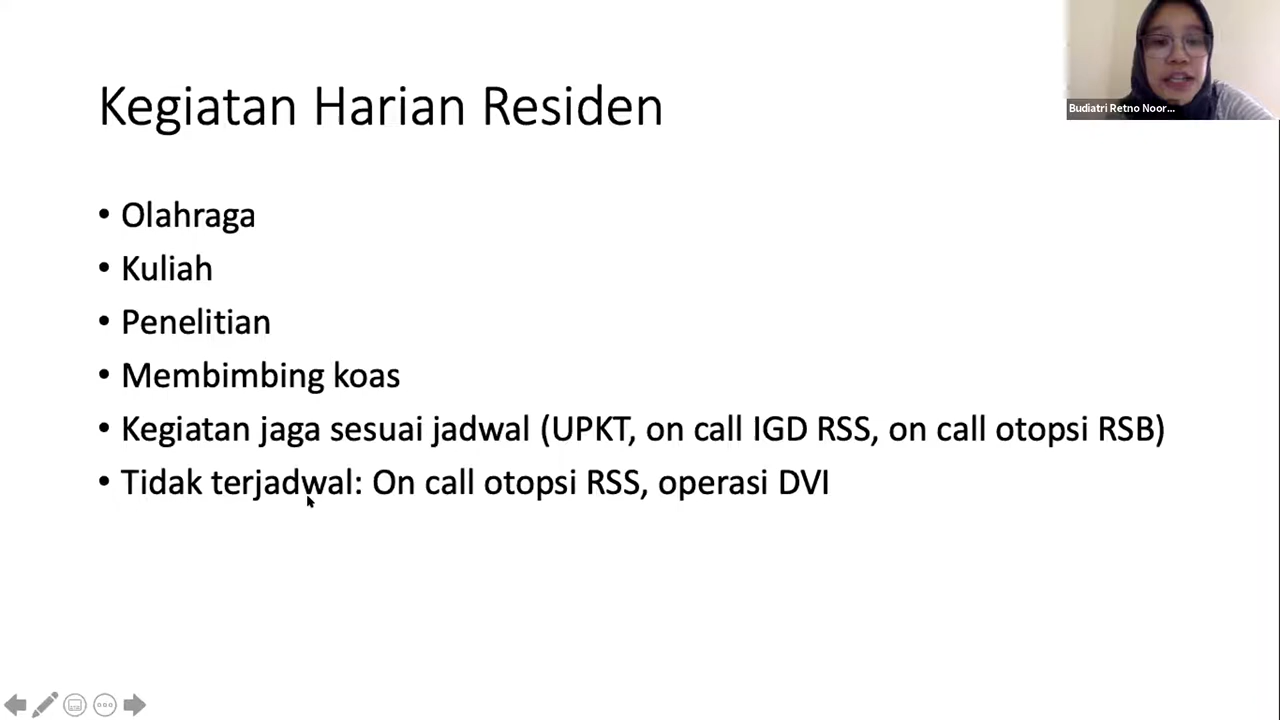 Kegiatan Harian Residen
Budiatri Retno Noor...
• Olahraga
• Kuliah
• Penelitian
• Membimbing koas
• Kegiatan jaga sesuai jadwal (UPKT, on call IGD RSS, on call otopsi RSB)
• Tidak terjadwal: On call otopsi RSS, operasi DVI